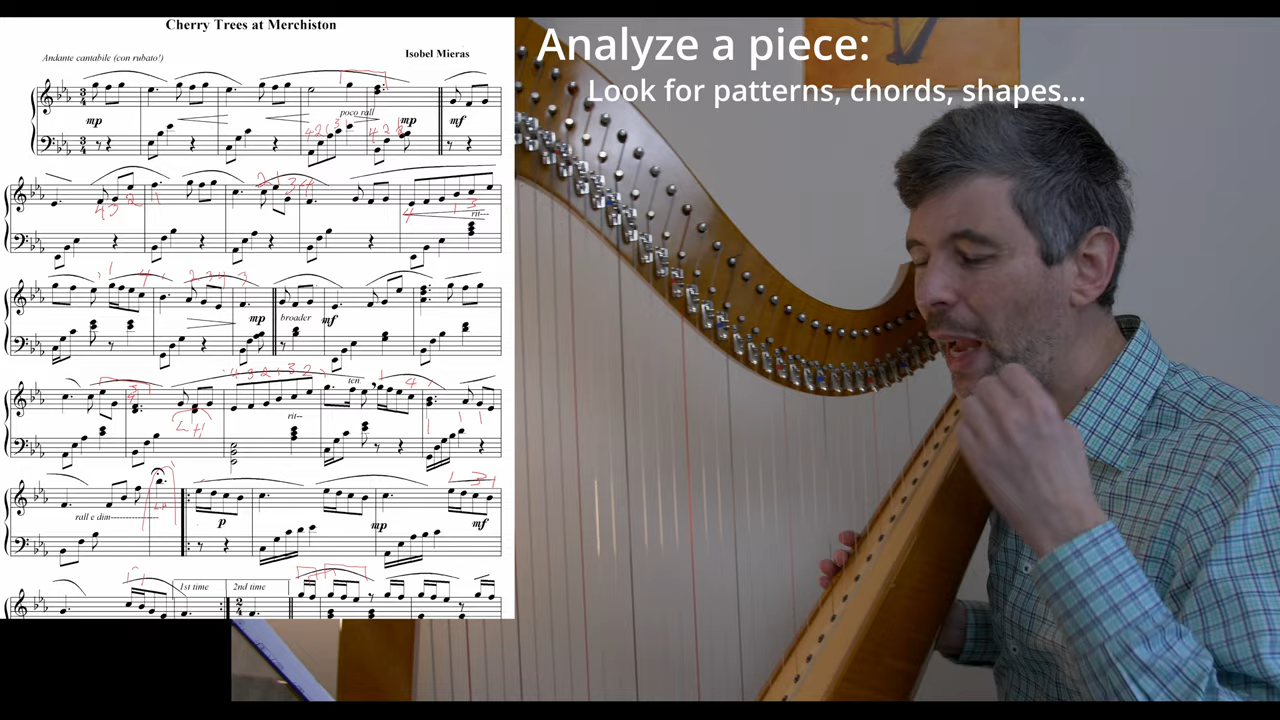 Cherry Trees at Merchiston
Isobel Mieras
Andante cantabile (con rubato!)
poco rall
mp
mp
mf
rit--
mp
broader
mf
ten.
rit--
rall e dim
p
mp
mf
1st time
2nd time
Analyze a piece:
Look for patterns, chords, shapes...